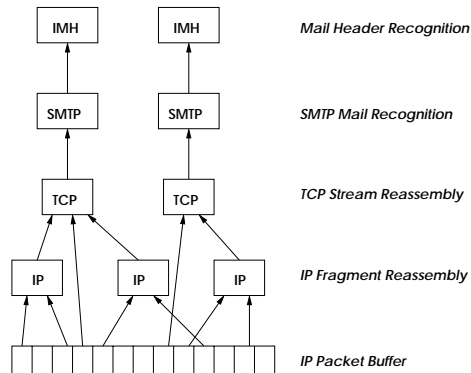 IMH IMH Mail Header Recognition
SMTP SMTP SMTP Mail Recognition
TCP TCP TCP Stream Reassembly
IP IP IP IP Fragment Reassembly
IP Packet Buffer